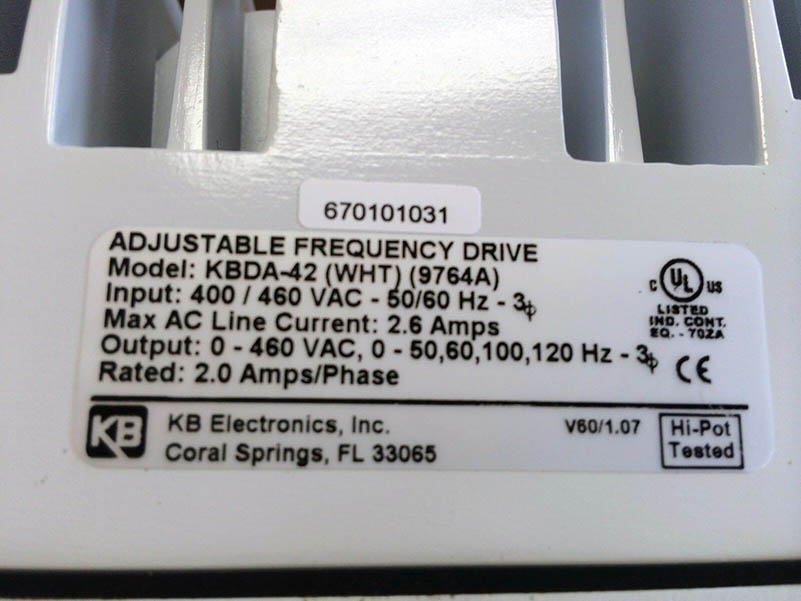 670101031
ADJUSTABLE FREQUENCY DRIVE
Model: KBDA-42 (WHT) (9764A)
Input: 400 / 460 VAC - 50/60 Hz - 3ϕ
Max AC Line Current: 2.6 Amps
Output: 0 - 460 VAC, 0 - 50,60,100,120 Hz - 3ϕ
Rated: 2.0 Amps/Phase
C UL US
LISTED
IND. CONT.
EQ. - 702A
CE
KB
KB Electronics, Inc.
Coral Springs, FL 33065
V60/1.07
Hi-Pot
Tested